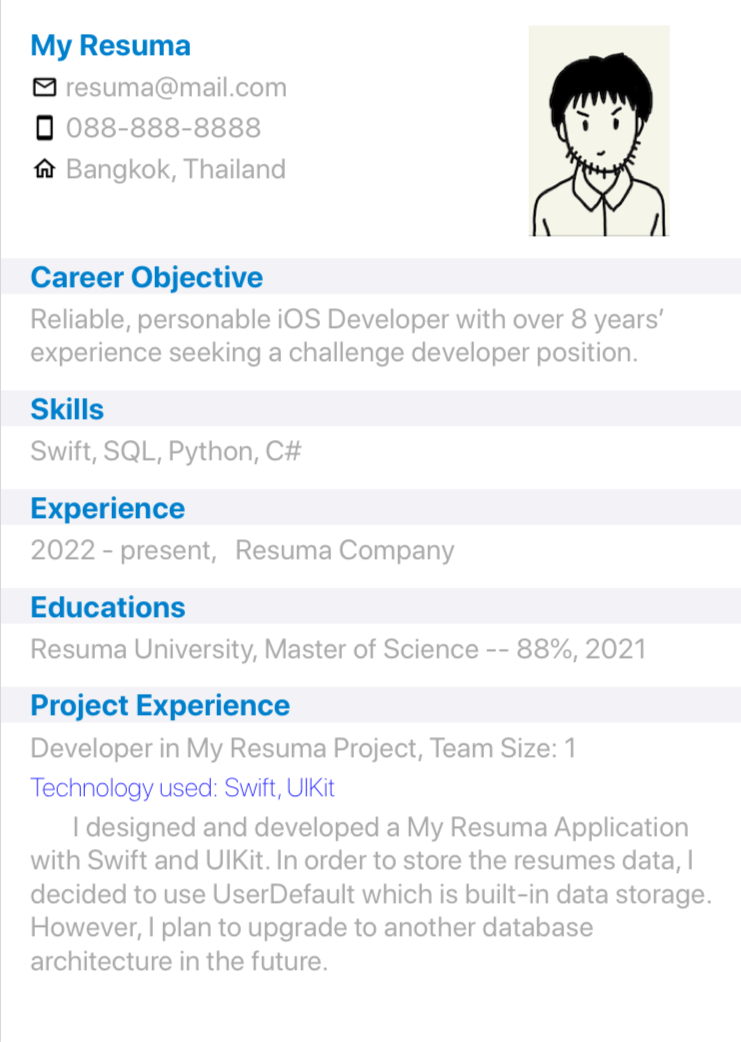 My Resuma
resuma@mail.com
088-888-8888
Bangkok, Thailand
Career Objective
Reliable, personable iOS Developer with over 8 years’
experience seeking a challenge developer position.
Skills
Swift, SQL, Python, C#
Experience
2022 - present,   Resuma Company
Educations
Resuma University, Master of Science -- 88%, 2021
Project Experience
Developer in My Resuma Project, Team Size: 1
Technology used: Swift, UIKit
I designed and developed a My Resuma Application
with Swift and UIKit. In order to store the resumes data, I
decided to use UserDefault which is built-in data storage.
However, I plan to upgrade to another database
architecture in the future.